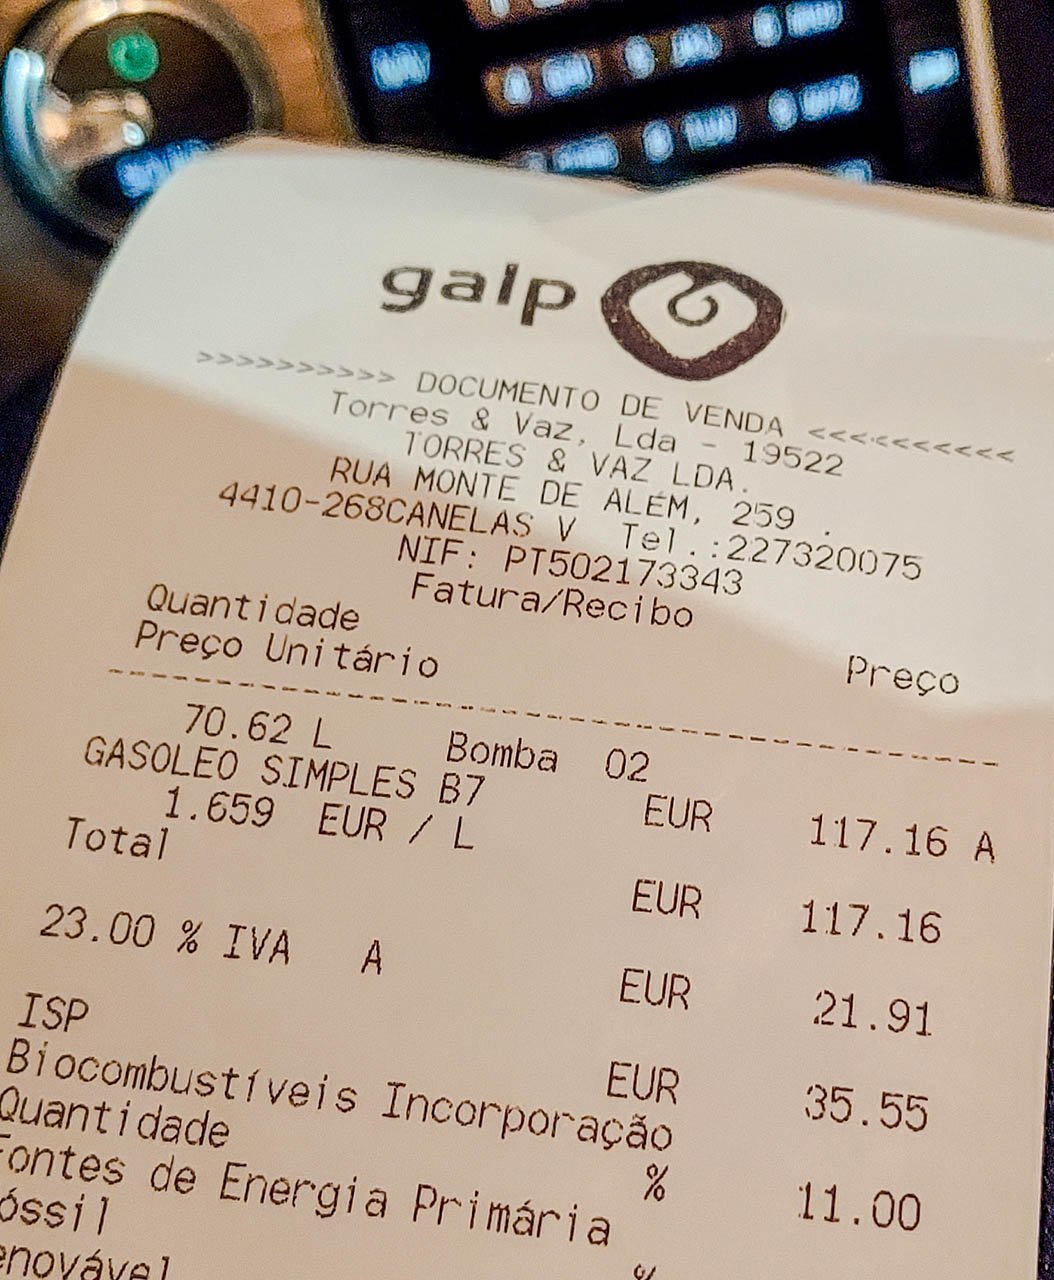 galp
>>>>>>>>>> DOCUMENTO DE VENDA <<<<<<<<<<
Torres & Vaz, Lda - 19522
TORRES & VAZ LDA.
RUA MONTE DE ALÉM, 259 .
4410-268CANELAS V Tel.:227320075
NIF: PT502173343
Fatura/Recibo
Quantidade
Preço Unitário Preço
70.62 L Bomba 02
GASOLEO SIMPLES B7 EUR 117.16 A
1.659 EUR / L
Total EUR 117.16
23.00 % IVA A EUR 21.91
ISP EUR 35.55
Biocombustíveis Incorporação
Quantidade % 11.00
Fontes de Energia Primária
óssil %
enovável